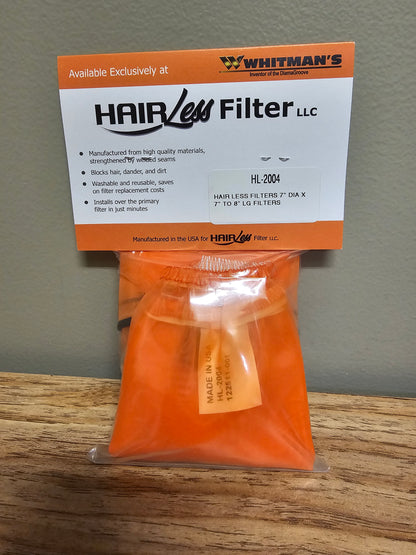 Available Exclusively at
WHITMAN'S
Inventor of the DiamaGroove
HAIRLess Filter LLC
Manufactured from high quality materials,
strengthened by welded seams
Blocks hair, dander, and dirt
Washable and reusable, saves
on filter replacement costs
Installs over the primary
filter in just minutes
HL-2004
HAIR LESS FILTERS 7" DIA X
7" TO 8" LG FILTERS
Manufactured in the USA for HAIRLess Filter LLC.
MADE IN USA
HL-2004